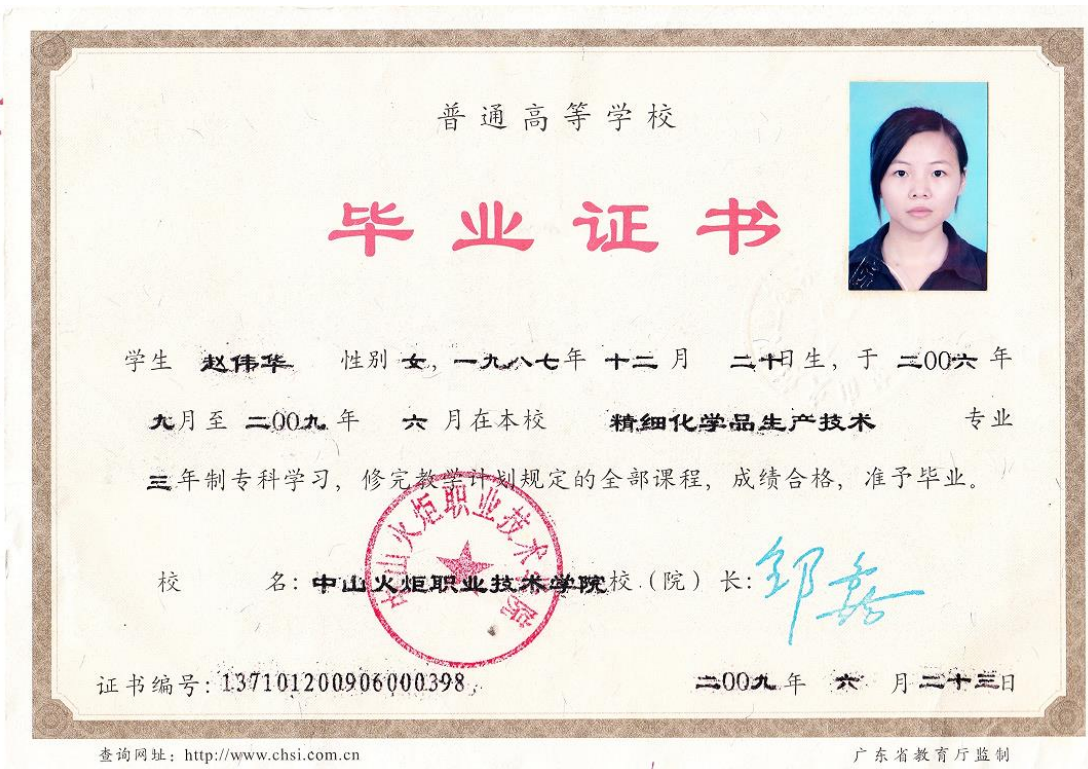 普通高等学校
毕业证书
学生 赵伟华 性别 女，一九八七年 十二月 二十日生，于 二00六 年
九月至 二00九 年 六 月在本校 精细化学品生产技术 专业
三年制专科学习，修完教学计划规定的全部课程，成绩合格，准予毕业。
校 名：中山火炬职业技术学院 校（院）长：邹嘉
中山火炬职业技术学院
证书编号：137101200906000398
二00九 年 六 月 二十三日
查询网址：http://www.chsi.com.cn
广东省教育厅监制